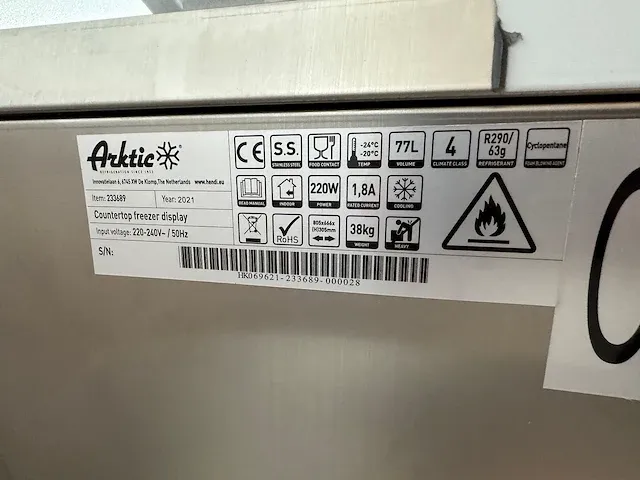 Arktic
REFRIGERATION SINCE 1953
Innovatielaan 6, 6745 XW De Klomp, The Netherlands www.hendi.eu
Item: 233689 Year: 2021
Countertop freezer display
Input voltage: 220-240V~ / 50Hz
S/N:
HK069621-233689-000028
CE
S.S.
STAINLESS STEEL
FOOD CONTACT
-24°C
-20°C
TEMP
77L
VOLUME
4
CLIMATE CLASS
R290/
63g
REFRIGERANT
Cyclopentane
FOAM BLOWING AGENT
READ MANUAL
INDOOR
220W
POWER
1,8A
RATED CURRENT
COOLING
RoHS
805x666x
(H)305mm
38kg
WEIGHT
HEAVY